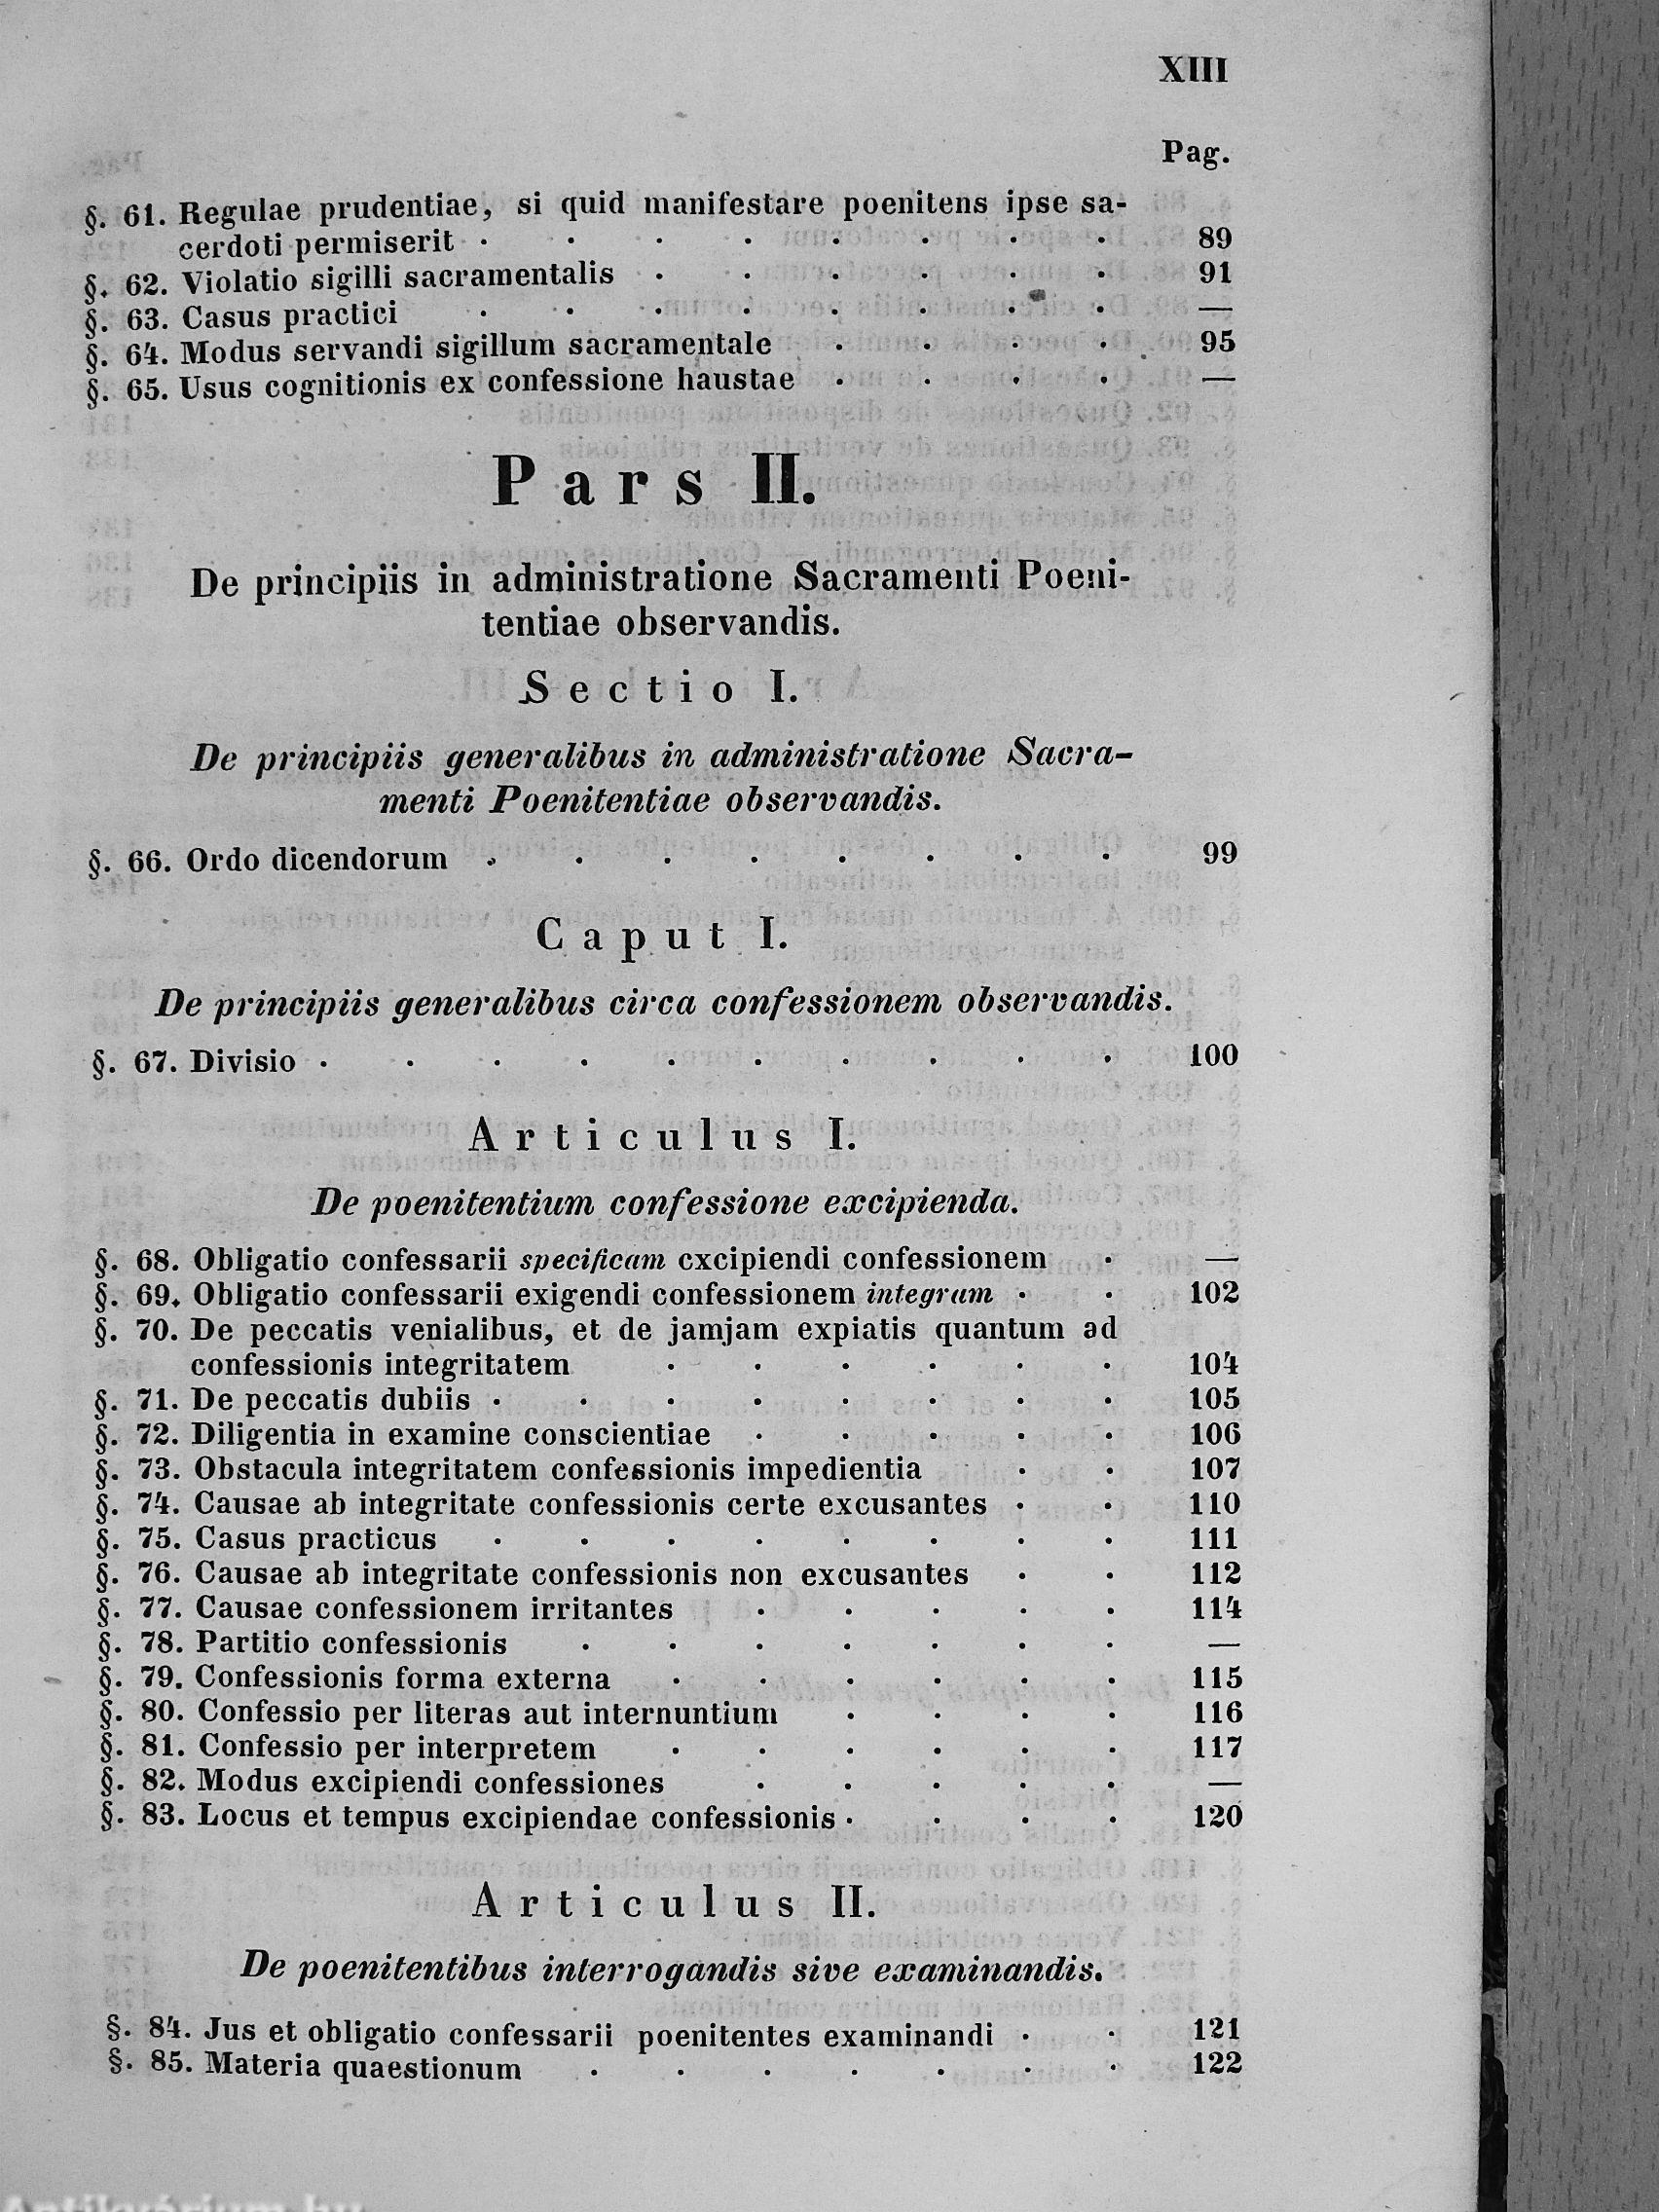 XIII
Pag.
§. 61. Regulae prudentiae, si quid manifestare poenitens ipse sa-
cerdoti permiserit . . . . . . . . 89
§. 62. Violatio sigilli sacramentalis . . . . . . 91
§. 63. Casus practici . . . . . . . . —
§. 64. Modus servandi sigillum sacramentale . . . . 95
§. 65. Usus cognitionis ex confessione haustae . . . . —
Pars II.
De principiis in administratione Sacramenti Poeni-
tentiae observandis.
Sectio I.
De principiis generalibus in administratione Sacra-
menti Poenitentiae observandis.
§. 66. Ordo dicendorum . . . . . . . . 99
Caput I.
De principiis generalibus circa confessionem observandis.
§. 67. Divisio . . . . . . . . . . 100
Articulus I.
De poenitentium confessione excipienda.
§. 68. Obligatio confessarii specificam excipiendi confessionem . —
§. 69. Obligatio confessarii exigendi confessionem integram . . 102
§. 70. De peccatis venialibus, et de jamjam expiatis quantum ad
confessionis integritatem . . . . . . 104
§. 71. De peccatis dubiis . . . . . . . . 105
§. 72. Diligentia in examine conscientiae . . . . . 106
§. 73. Obstacula integritatem confessionis impedientia . . 107
§. 74. Causae ab integritate confessionis certe excusantes . . 110
§. 75. Casus practicus . . . . . . . . 111
§. 76. Causae ab integritate confessionis non excusantes . . 112
§. 77. Causae confessionem irritantes . . . . . 114
§. 78. Partitio confessionis . . . . . . . —
§. 79. Confessionis forma externa . . . . . . 115
§. 80. Confessio per literas aut internuntium . . . . 116
§. 81. Confessio per interpretem . . . . . . 117
§. 82. Modus excipiendi confessiones . . . . . —
§. 83. Locus et tempus excipiendae confessionis . . . . 120
Articulus II.
De poenitentibus interrogandis sive examinandis.
§. 84. Jus et obligatio confessarii poenitentes examinandi . . 121
§. 85. Materia quaestionum . . . . . . . 122